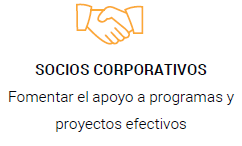 SOCIOS CORPORATIVOS
Fomentar el apoyo a programas y
proyectos efectivos